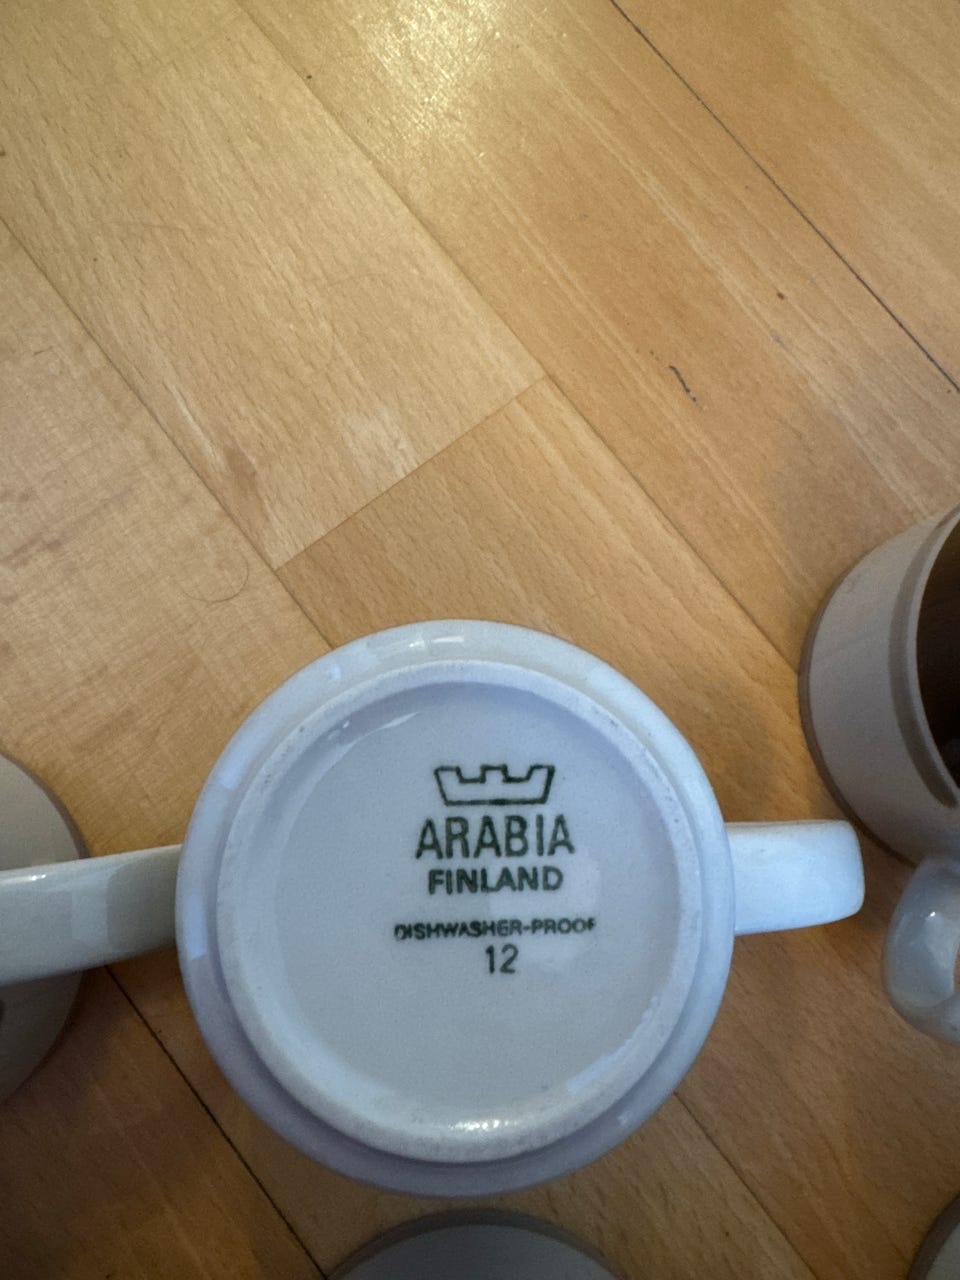 ARABIA
FINLAND
DISHWASHER-PROOF
12